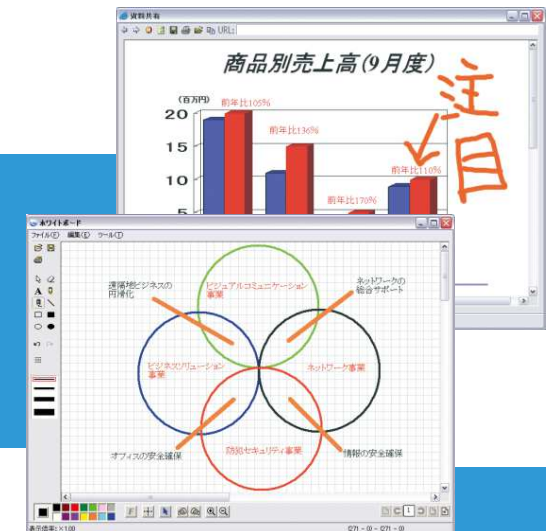 資料共有
URL:
商品別売上高(9月度)
(百万円)
前年比105%
前年比136%
前年比170%
前年比110%
20
15
10
5
注目
ホワイトボード
ファイル(F) 編集(E) ツール(T)
遠隔地ビジネスの
円滑化
ビジュアルコミュニケーション
事業
ネットワークの
総合サポート
ビジネスソリューション
事業
ネットワーク事業
オフィスの安全確保
防犯セキュリティ事業
情報の安全確保
1
表示倍率:×1.00